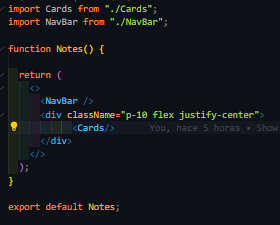 import Cards from "./Cards";
import NavBar from "./NavBar";
function Notes() {
return (
<>
<NavBar />
<div className="p-10 flex justify-center">
<Cards/> You, hace 5 horas • Show
</div>
</>
);
}
export default Notes;